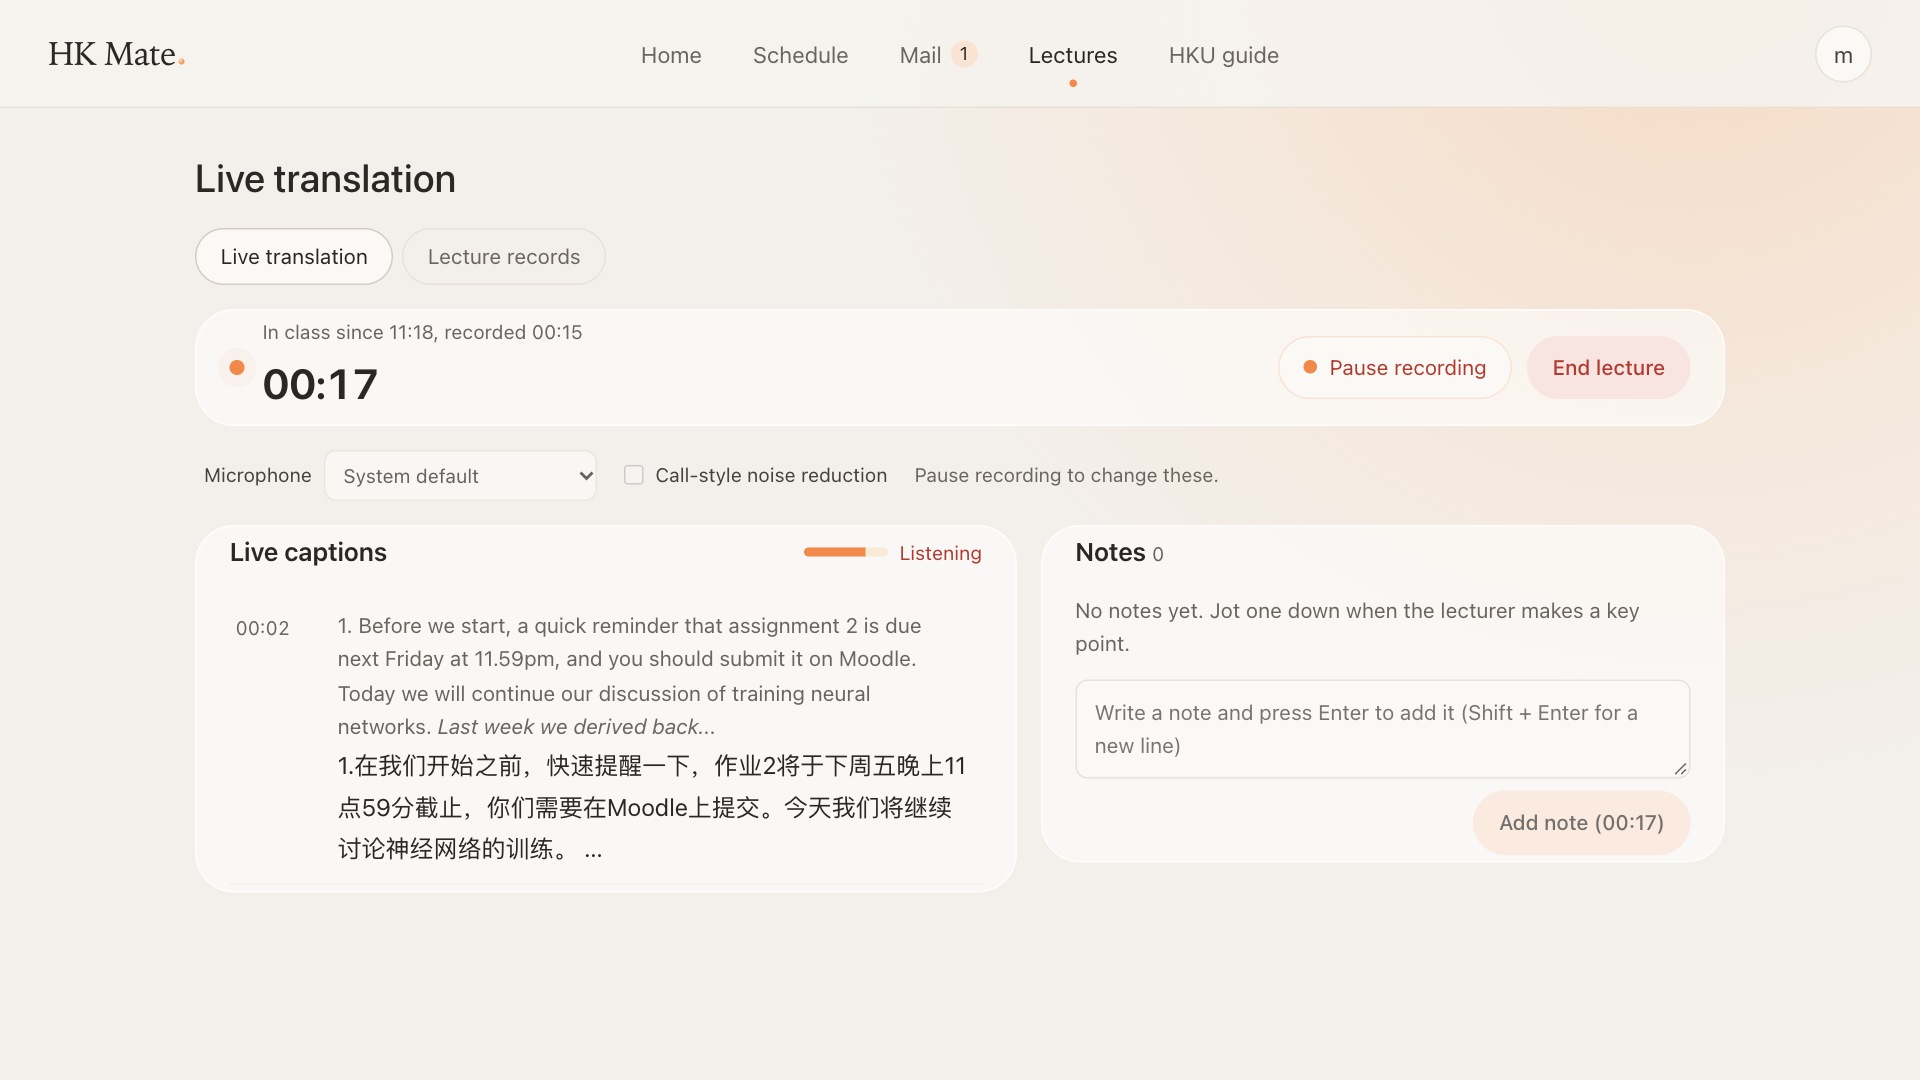 HK Mate.
Home
Schedule
Mail 1
Lectures
HKU guide
m
Live translation
Live translation
Lecture records
In class since 11:18, recorded 00:15
00:17
Pause recording
End lecture
Microphone
System default
Call-style noise reduction
Pause recording to change these.
Live captions
Listening
00:02
1. Before we start, a quick reminder that assignment 2 is due
next Friday at 11.59pm, and you should submit it on Moodle.
Today we will continue our discussion of training neural
networks. Last week we derived back...
1.在我们开始之前，快速提醒一下，作业2将于下周五晚上11
点59分截止，你们需要在Moodle上提交。今天我们将继续
讨论神经网络的训练。 ...
Notes 0
No notes yet. Jot one down when the lecturer makes a key
point.
Write a note and press Enter to add it (Shift + Enter for a
new line)
Add note (00:17)